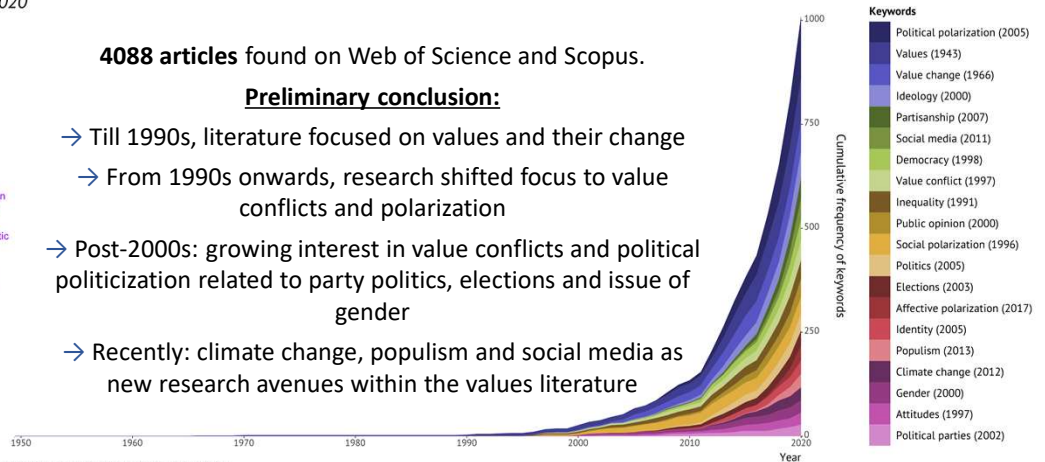 020
4088 articles found on Web of Science and Scopus.
Preliminary conclusion:
→ Till 1990s, literature focused on values and their change
→ From 1990s onwards, research shifted focus to value
conflicts and polarization
→ Post-2000s: growing interest in value conflicts and political
politicization related to party politics, elections and issue of
gender
→ Recently: climate change, populism and social media as
new research avenues within the values literature
n
tic
1950
1960
1970
1980
1990
2000
2010
2020
Year
1000
750
500
250
0
Cumulative frequency of keywords
Keywords
Political polarization (2005)
Values (1943)
Value change (1966)
Ideology (2000)
Partisanship (2007)
Social media (2011)
Democracy (1998)
Value conflict (1997)
Inequality (1991)
Public opinion (2000)
Social polarization (1996)
Politics (2005)
Elections (2003)
Affective polarization (2017)
Identity (2005)
Populism (2013)
Climate change (2012)
Gender (2000)
Attitudes (1997)
Political parties (2002)